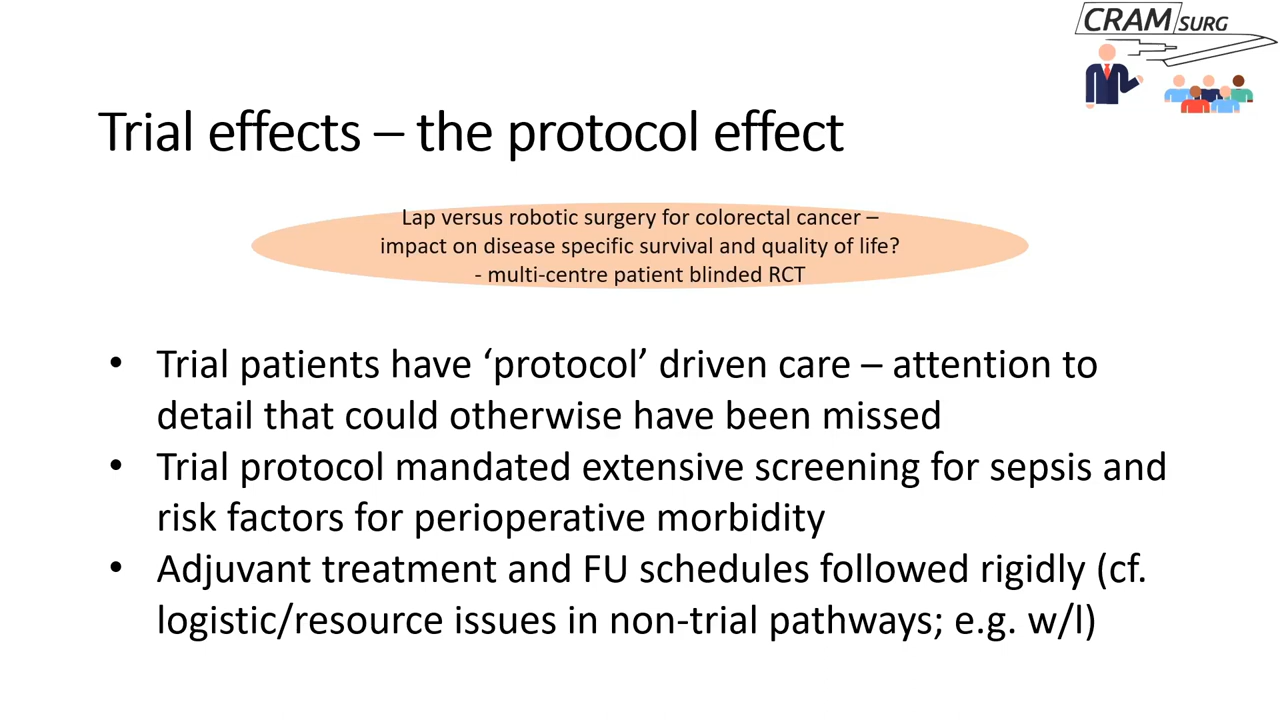 CRAM SURG
Trial effects – the protocol effect
Lap versus robotic surgery for colorectal cancer –
impact on disease specific survival and quality of life?
- multi-centre patient blinded RCT
• Trial patients have ‘protocol’ driven care – attention to
detail that could otherwise have been missed
• Trial protocol mandated extensive screening for sepsis and
risk factors for perioperative morbidity
• Adjuvant treatment and FU schedules followed rigidly (cf.
logistic/resource issues in non-trial pathways; e.g. w/l)